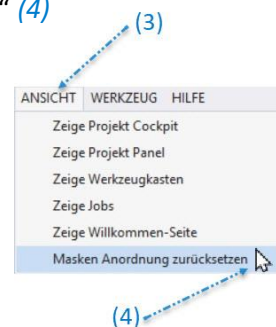 “ (4)
(3)
ANSICHT WERKZEUG HILFE
Zeige Projekt Cockpit
Zeige Projekt Panel
Zeige Werkzeugkasten
Zeige Jobs
Zeige Willkommen-Seite
Masken Anordnung zurücksetzen
(4)